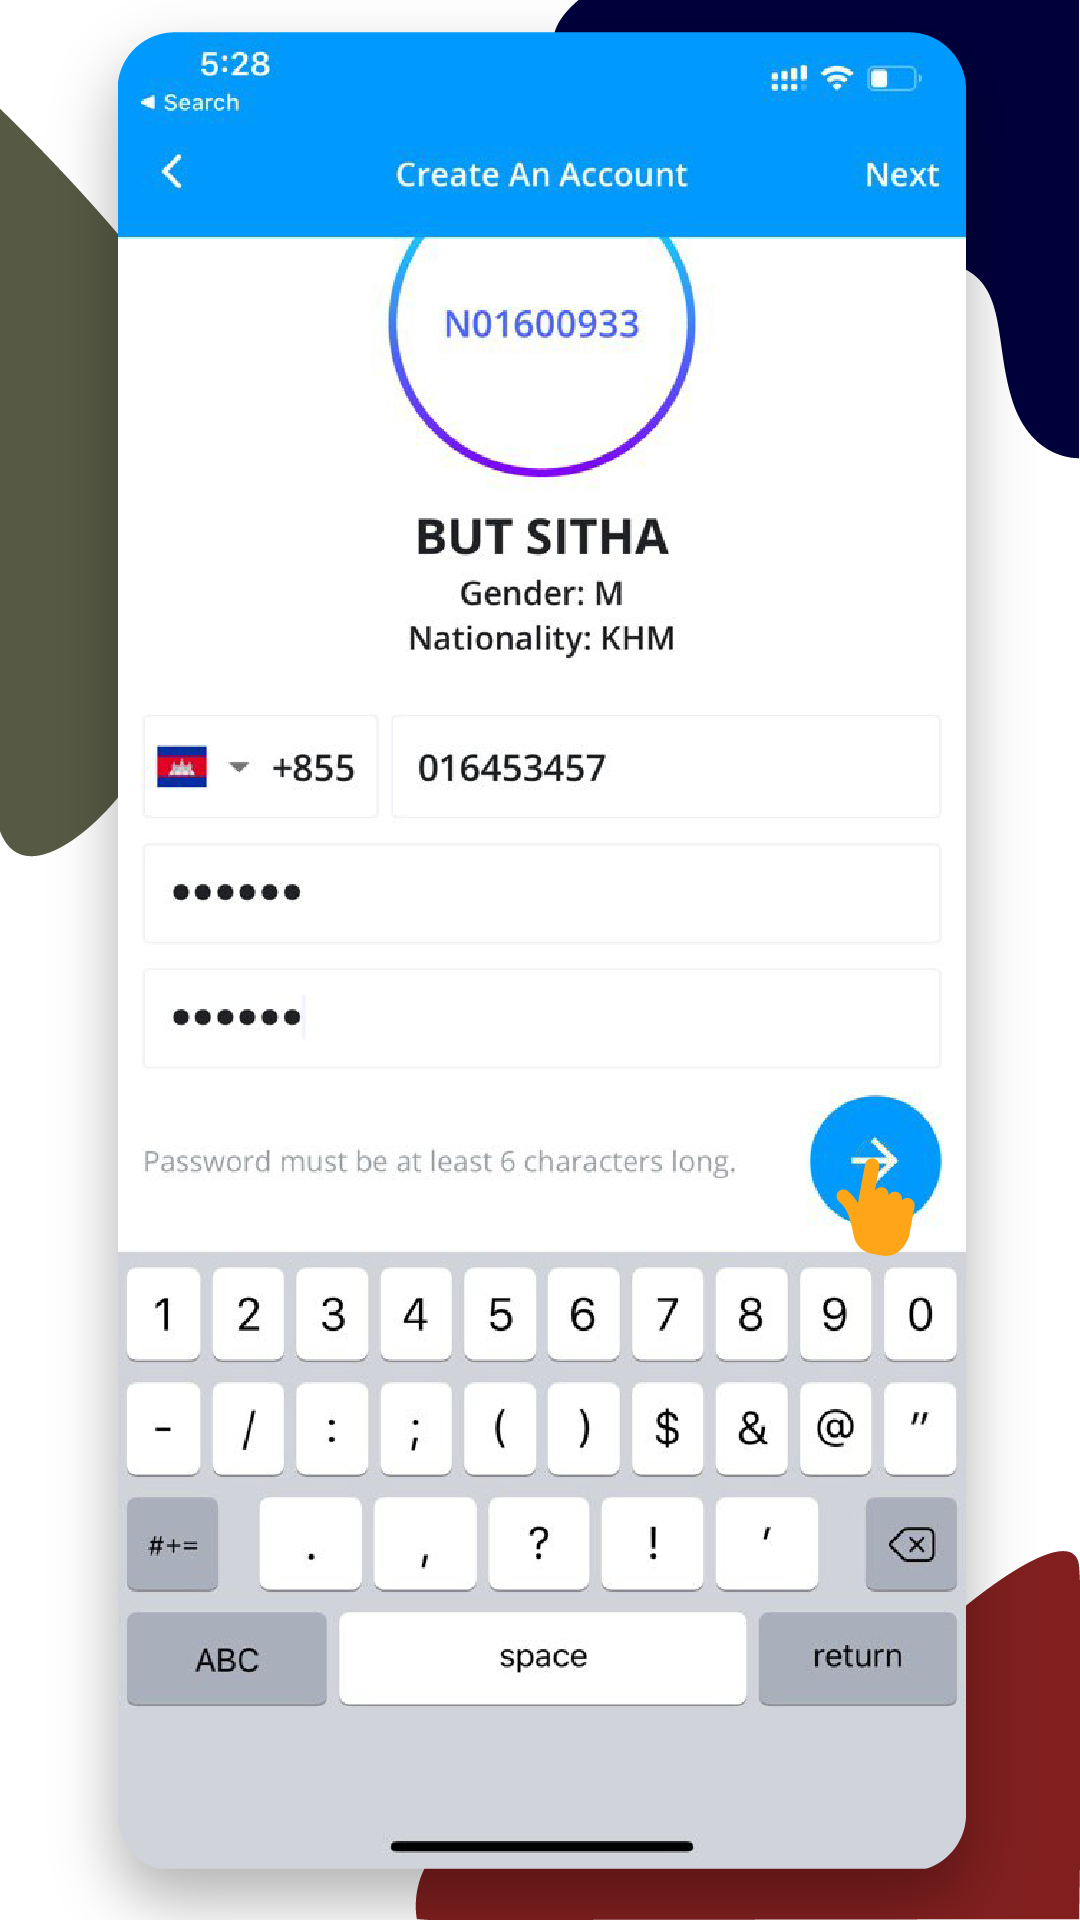 5:28
Search
Create An Account
Next
N01600933
BUT SITHA
Gender: M
Nationality: KHM
+855 016453457
••••••
••••••
Password must be at least 6 characters long.
1 2 3 4 5 6 7 8 9 0
- / : ; ( ) $ & @ "
#+= . , ? ! '
ABC space return